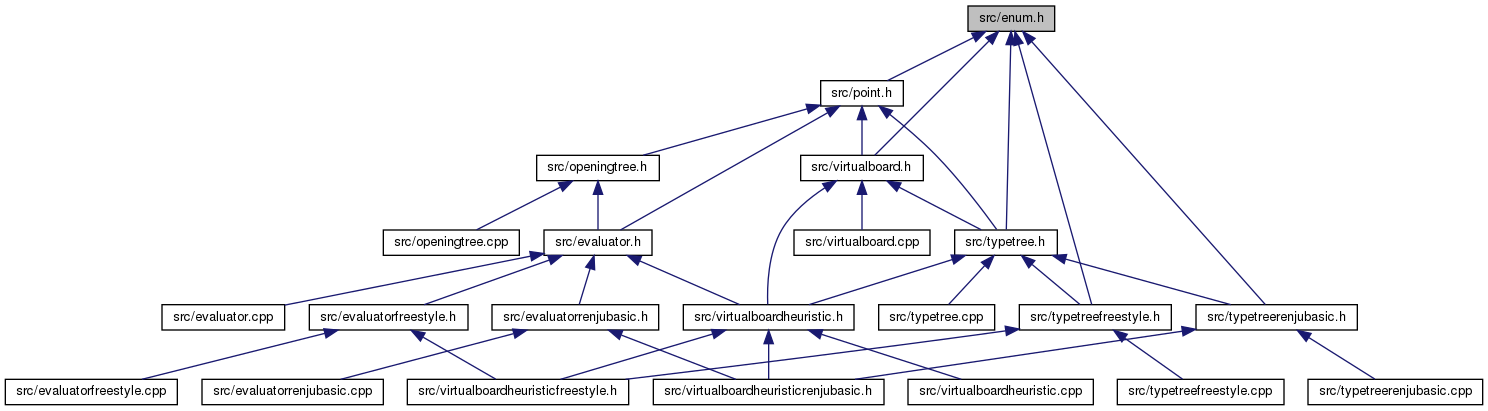 src/enum.h
src/point.h
src/openingtree.h
src/virtualboard.h
src/openingtree.cpp
src/evaluator.h
src/virtualboard.cpp
src/typetree.h
src/evaluator.cpp
src/evaluatorfreestyle.h
src/evaluatorrenjubasic.h
src/virtualboardheuristic.h
src/typetree.cpp
src/typetreefreestyle.h
src/typetreerenjubasic.h
src/evaluatorfreestyle.cpp
src/evaluatorrenjubasic.cpp
src/virtualboardheuristicfreestyle.h
src/virtualboardheuristicrenjubasic.h
src/virtualboardheuristic.cpp
src/typetreefreestyle.cpp
src/typetreerenjubasic.cpp